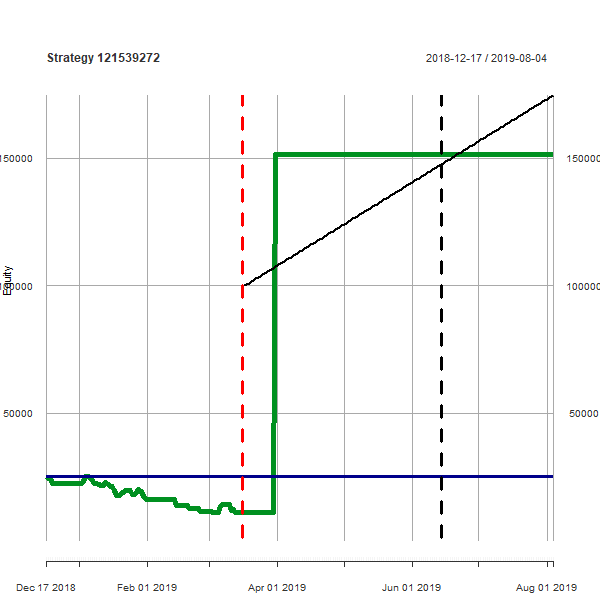 Strategy 121539272
2018-12-17 / 2019-08-04
150000 150000
100000 100000
50000 50000
Equity
Dec 17 2018 Feb 01 2019 Apr 01 2019 Jun 01 2019 Aug 01 2019